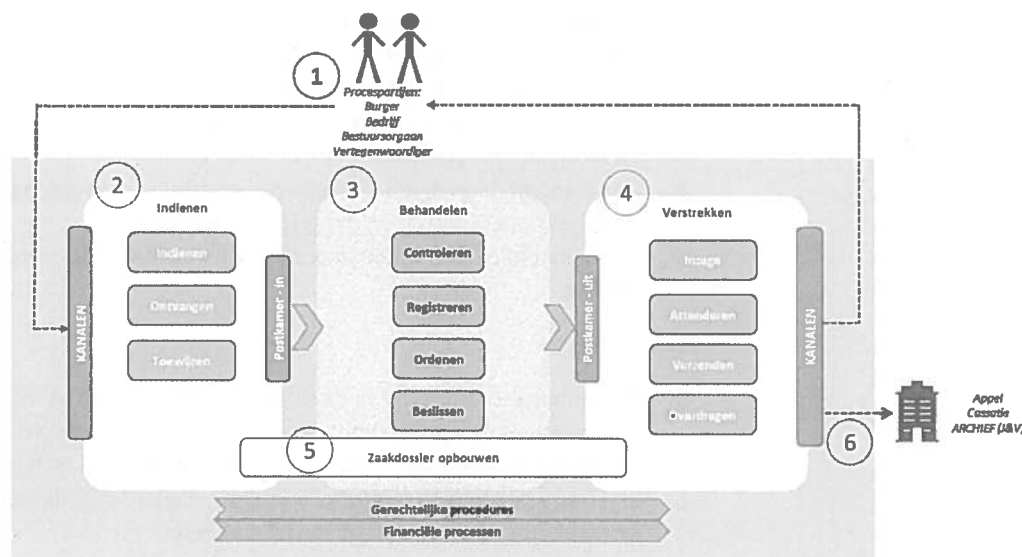 1
Procespartijen:
Burger
Bedrijf
Bestuursorgaan
Vertegenwoordiger
2
Indienen
KANALEN
Indienen
Ontvangen
Toewijzen
Postkamer - in
3
Behandelen
Controleren
Registreren
Ordenen
Beslissen
4
Verstrekken
Postkamer - uit
Inzage
Attenderen
Verzenden
Overdragen
KANALEN
6
Appel
Cassatie
ARCHIEF (J&V)
5
Zaakdossier opbouwen
Gerechtelijke procedures
Financiële processen